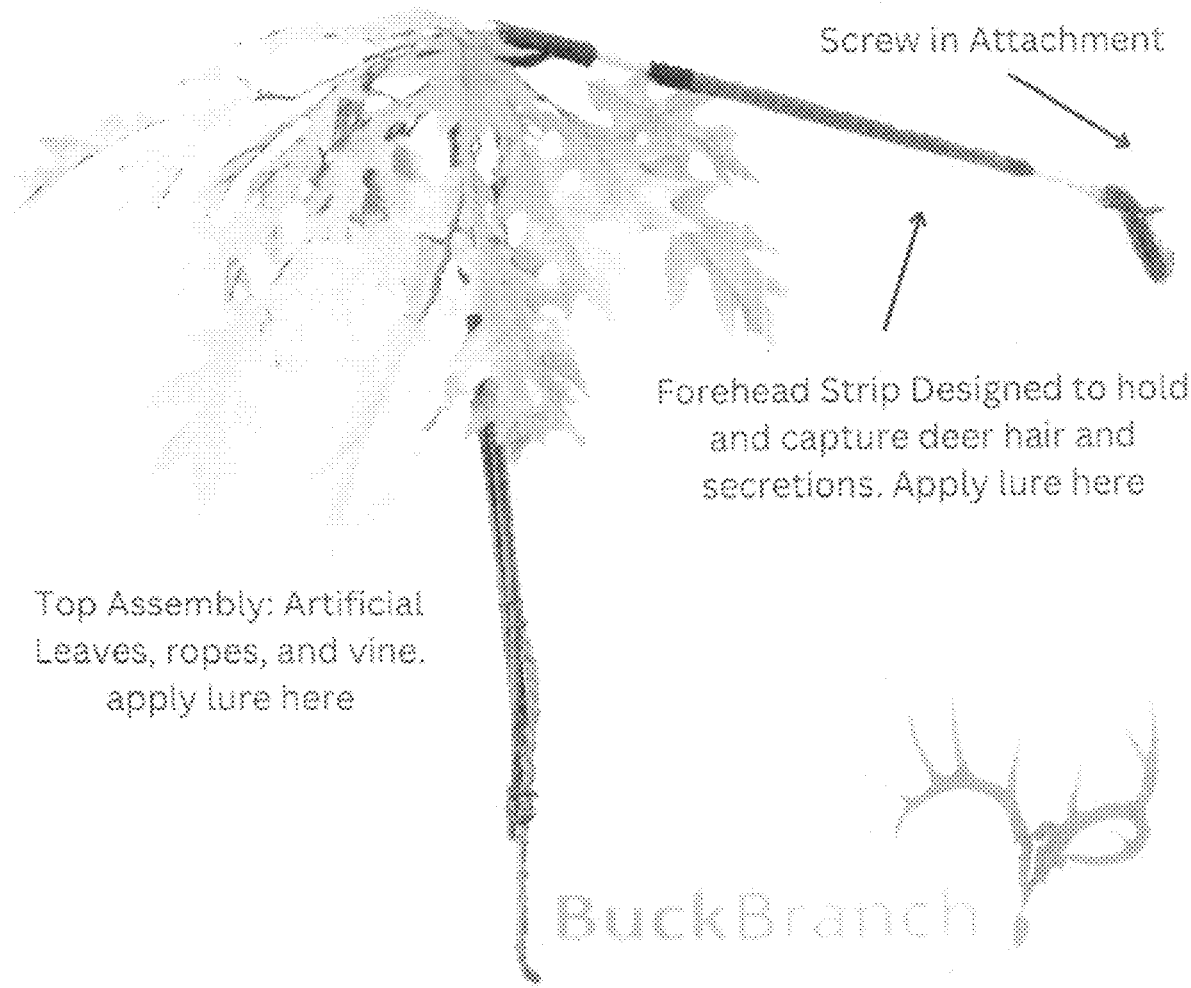 Screw in Attachment
Forehead Strip Designed to hold
and capture deer hair and
secretions. Apply lure here
Top Assembly: Artificial
Leaves, ropes, and vine.
apply lure here
BuckBranch